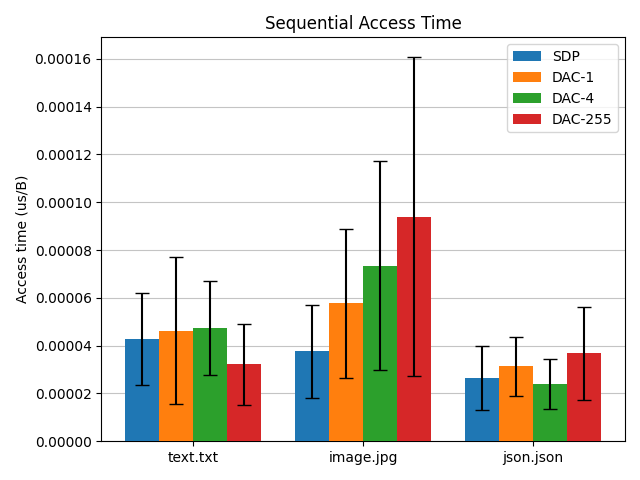 Sequential Access Time
Access time (us/B)
0.00016
0.00014
0.00012
0.00010
0.00008
0.00006
0.00004
0.00002
0.00000
SDP
DAC-1
DAC-4
DAC-255
text.txt
image.jpg
json.json